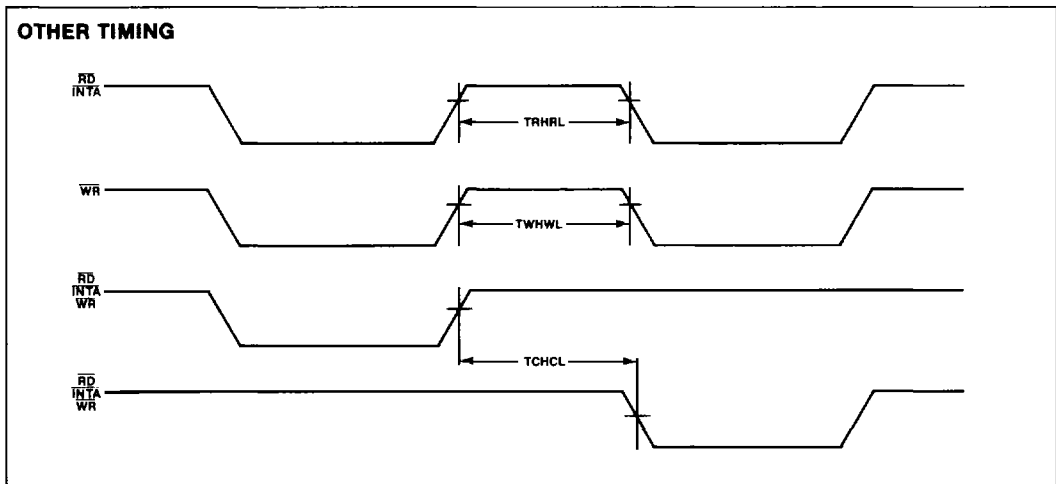 OTHER TIMING
RD
INTA
TRHRL
WR
TWHWL
RD
INTA
WR
TCHCL
RD
INTA
WR